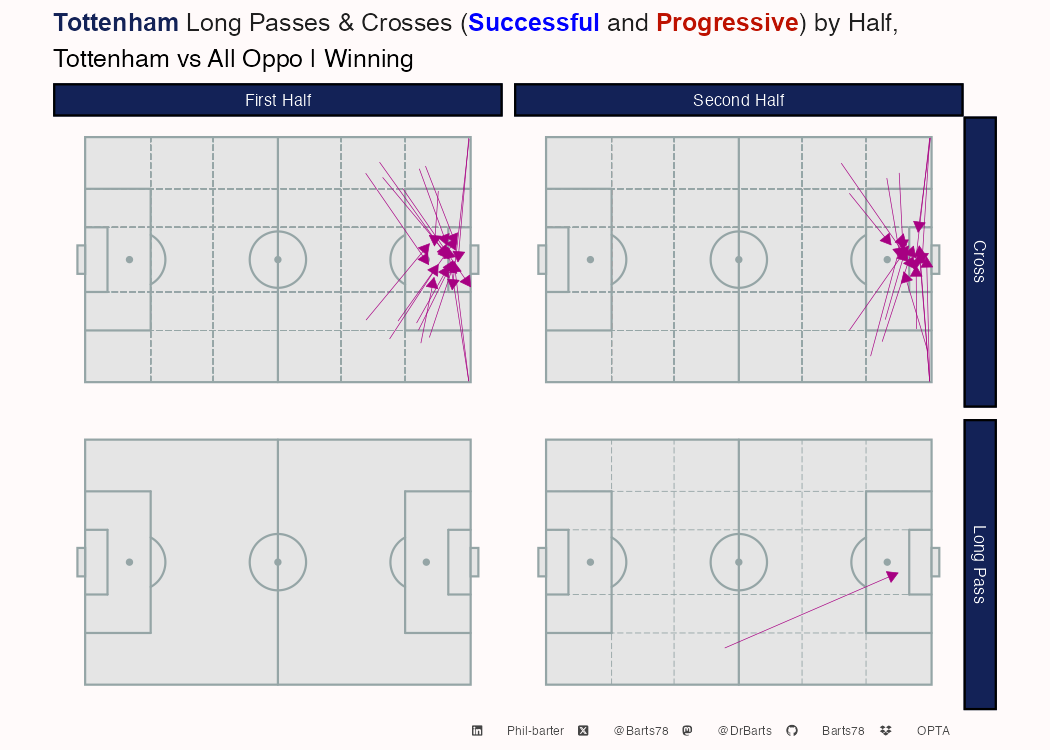 Tottenham Long Passes & Crosses (Successful and Progressive) by Half,
Tottenham vs All Oppo | Winning
First Half
Second Half
Cross
Long Pass
Phil-barter @Barts78 @DrBarts Barts78 OPTA